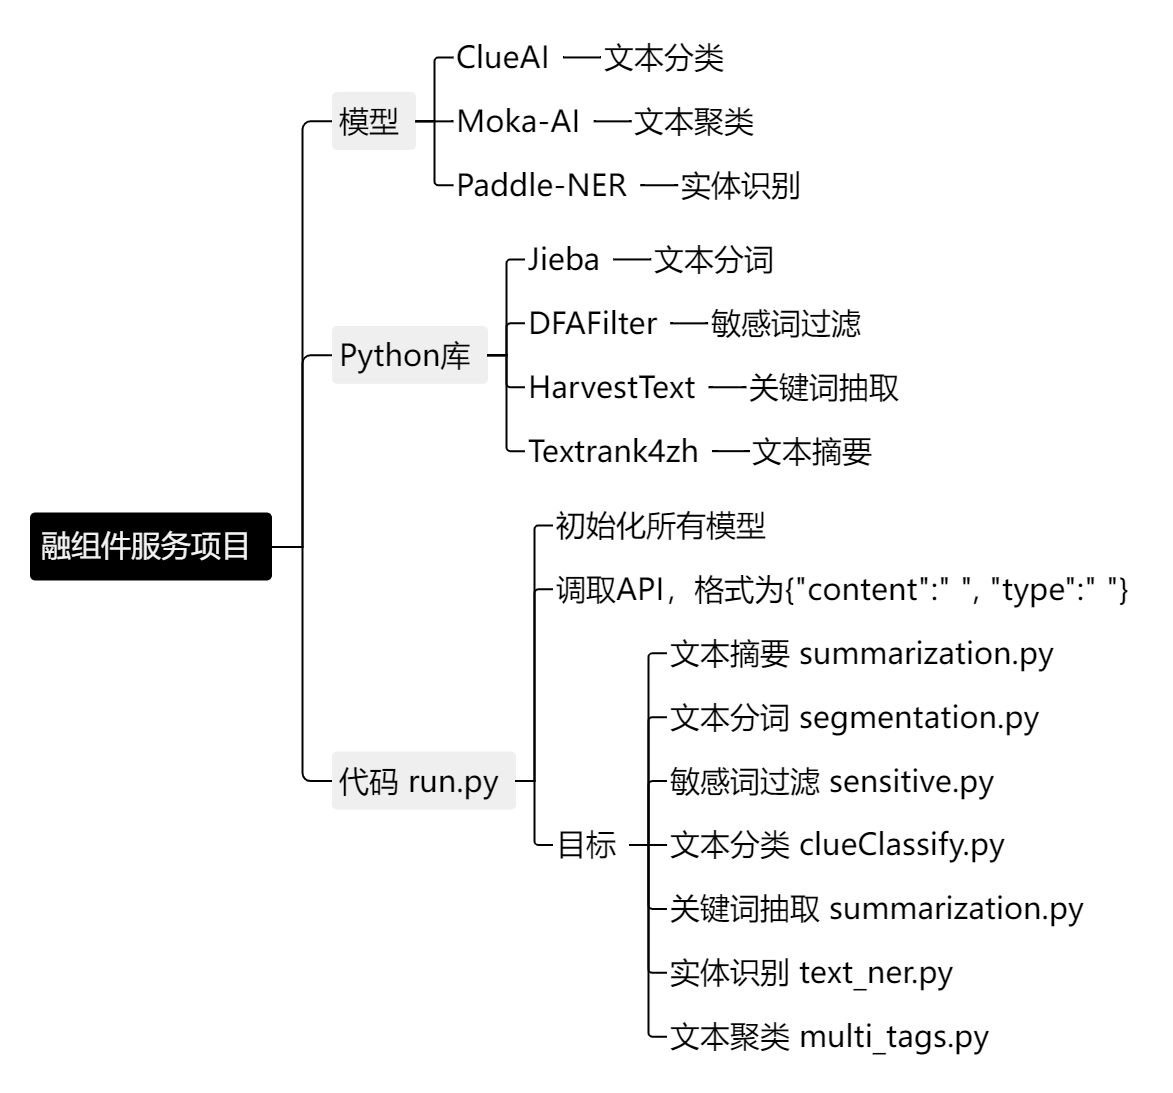 ClueAI 文本分类
模型
Moka-AI 文本聚类
Paddle-NER 实体识别
Jieba 文本分词
DFAFilter 敏感词过滤
Python库
HarvestText 关键词抽取
Textrank4zh 文本摘要
融组件服务项目
初始化所有模型
调取API，格式为{"content":" ", "type":" "}
代码 run.py
目标
文本摘要 summarization.py
文本分词 segmentation.py
敏感词过滤 sensitive.py
文本分类 clueClassify.py
关键词抽取 summarization.py
实体识别 text_ner.py
文本聚类 multi_tags.py